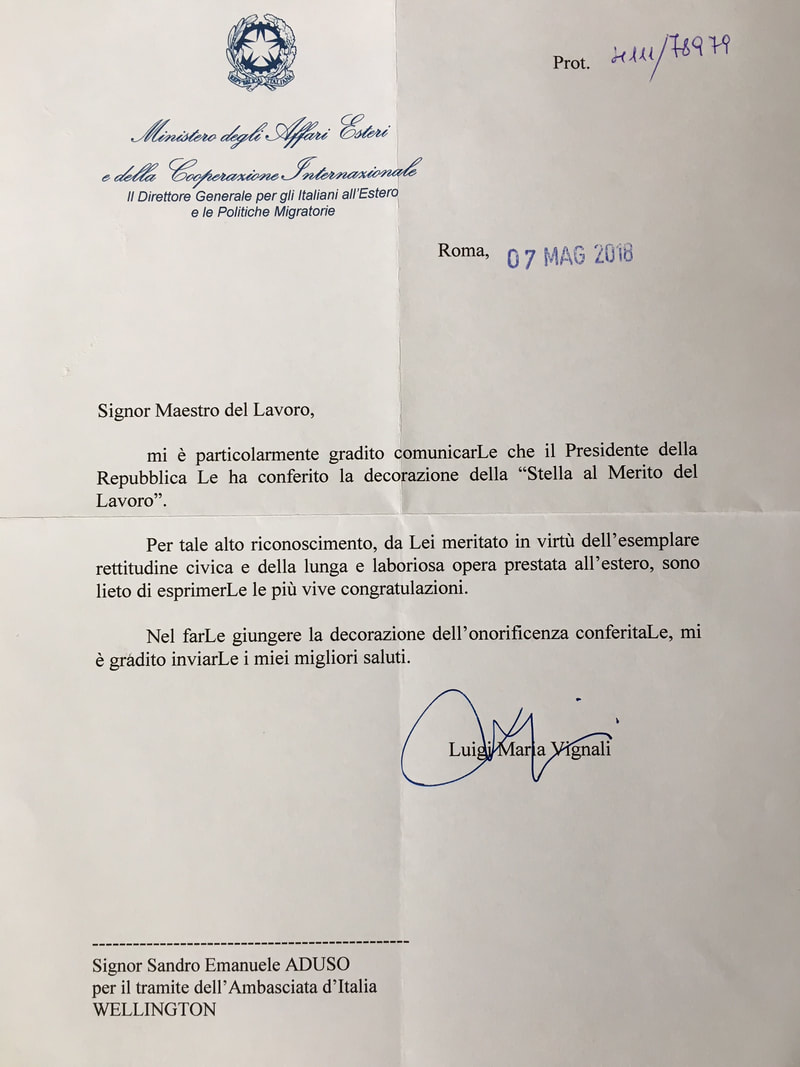 REPVBBLICA ITALIANA
Prot. /78979
Ministero degli Affari Esteri
e della Cooperazione Internazionale
Il Direttore Generale per gli Italiani all'Estero
e le Politiche Migratorie
Roma, 07 MAG 2018
Signor Maestro del Lavoro,
mi è particolarmente gradito comunicarLe che il Presidente della
Repubblica Le ha conferito la decorazione della “Stella al Merito del
Lavoro”.
Per tale alto riconoscimento, da Lei meritato in virtù dell’esemplare
rettitudine civica e della lunga e laboriosa opera prestata all’estero, sono
lieto di esprimerLe le più vive congratulazioni.
Nel farLe giungere la decorazione dell’onorificenza conferitaLe, mi
è gradito inviarLe i miei migliori saluti.
Luigi Maria Vignali
-----------------------------------------------
Signor Sandro Emanuele ADUSO
per il tramite dell’Ambasciata d’Italia
WELLINGTON